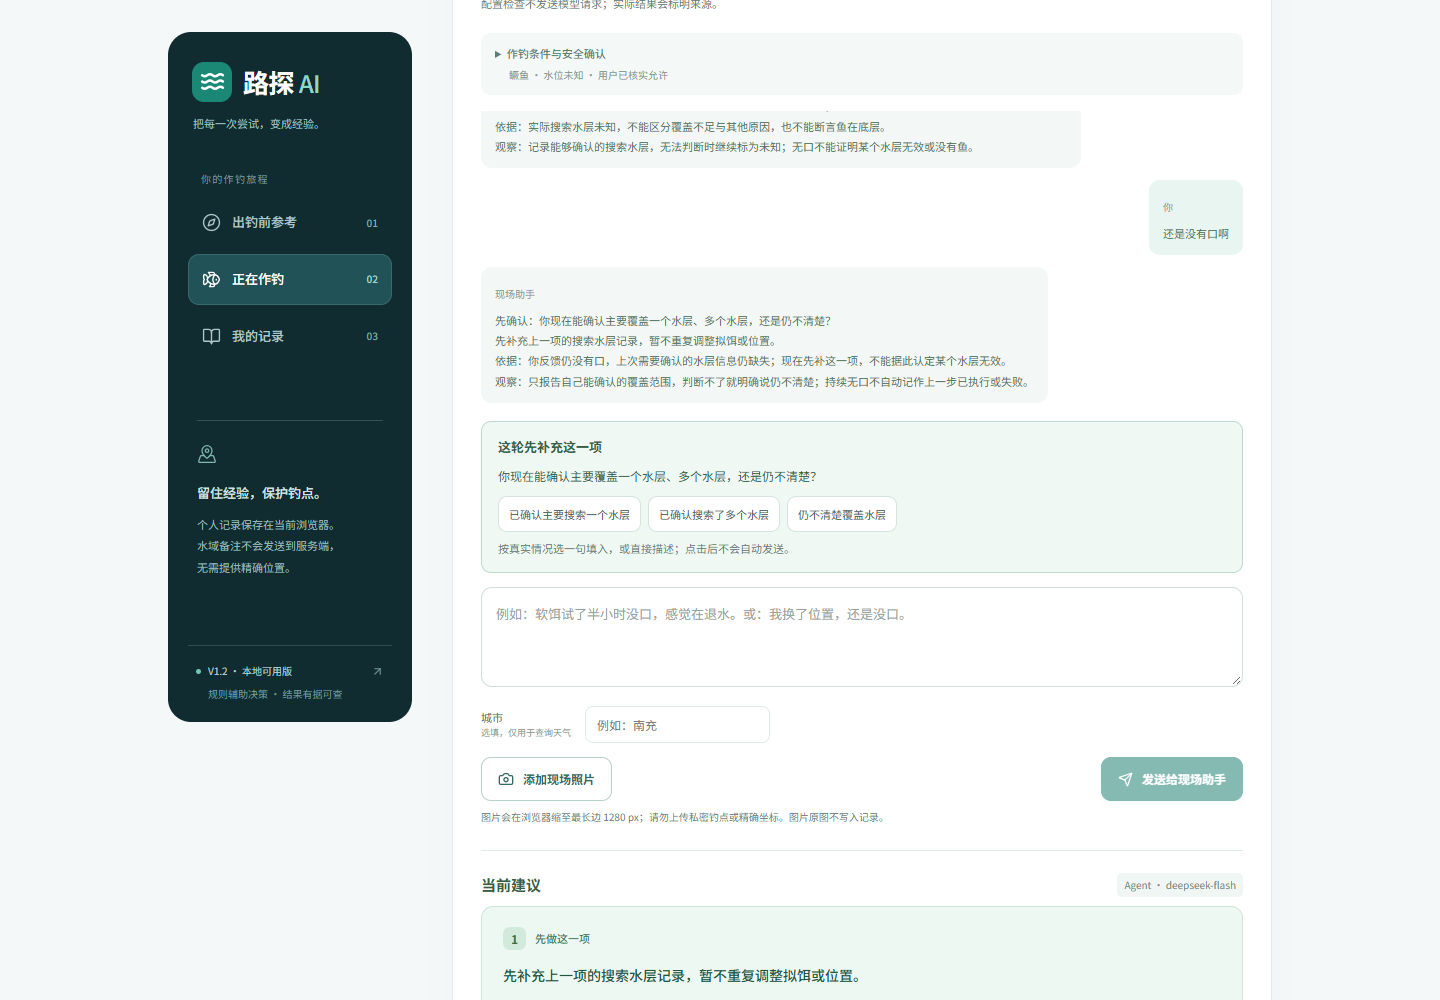 路探 AI
把每一次尝试，变成经验。
你的作钓旅程
出钓前参考 01
正在作钓 02
我的记录 03
留住经验，保护钓点。
个人记录保存在当前浏览器。
水域备注不会发送到服务端，
无需提供精确位置。
V1.2 · 本地可用版
规则辅助决策 · 结果有据可查
配置检查不发送模型请求；实际结果会标明来源。
作钓条件与安全确认
鳜鱼 · 水位未知 · 用户已核实允许
依据：实际搜索水层未知，不能区分覆盖不足与其他原因，也不能断言鱼在底层。
观察：记录能够确认的搜索水层，无法判断时继续标为未知；无口不能证明某个水层无效或没有鱼。
你
还是没有口啊
现场助手
先确认：你现在能确认主要覆盖一个水层、多个水层，还是仍不清楚？
先补充上一项的搜索水层记录，暂不重复调整拟饵或位置。
依据：你反馈仍没有口，上次需要确认的水层信息仍缺失；现在先补这一项，不能据此认定某个水层无效。
观察：只报告自己能确认的覆盖范围，判断不了就明确说仍不清楚；持续无口不自动记作上一步已执行或失败。
这轮先补充这一项
你现在能确认主要覆盖一个水层、多个水层，还是仍不清楚？
已确认主要搜索一个水层 已确认搜索了多个水层 仍不清楚覆盖水层
按真实情况选一句填入，或直接描述；点击后不会自动发送。
例如：软饵试了半小时没口，感觉在退水。或：我换了位置，还是没口。
城市
选填，仅用于查询天气
例如：南充
添加现场照片
发送给现场助手
图片会在浏览器缩至最长边 1280 px；请勿上传私密钓点或精确坐标。图片原图不写入记录。
当前建议
Agent · deepseek-flash
1 先做这一项
先补充上一项的搜索水层记录，暂不重复调整拟饵或位置。